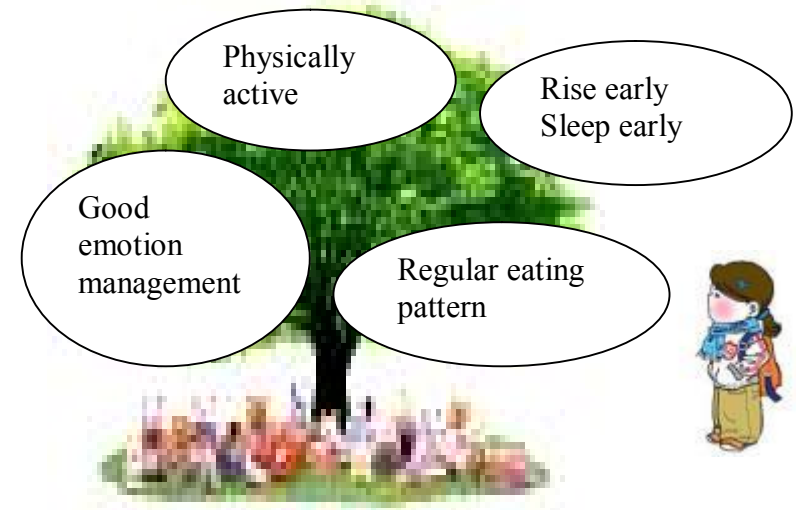 Physically
active
Rise early
Sleep early
Good
emotion
management
Regular eating
pattern